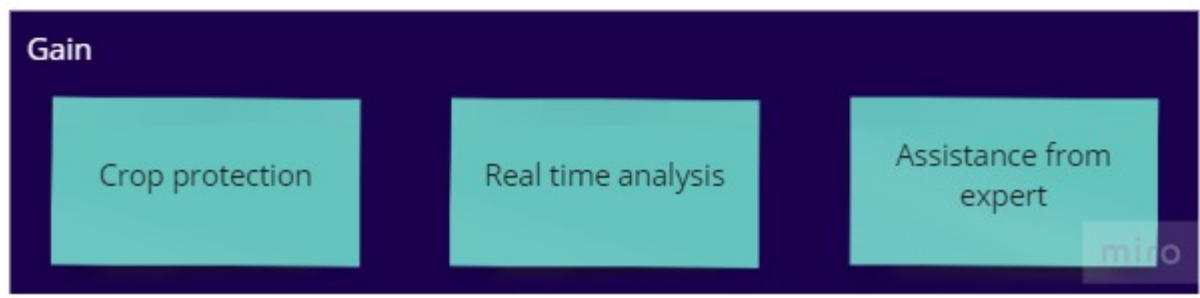 Gain
Crop protection
Real time analysis
Assistance from
expert
miro